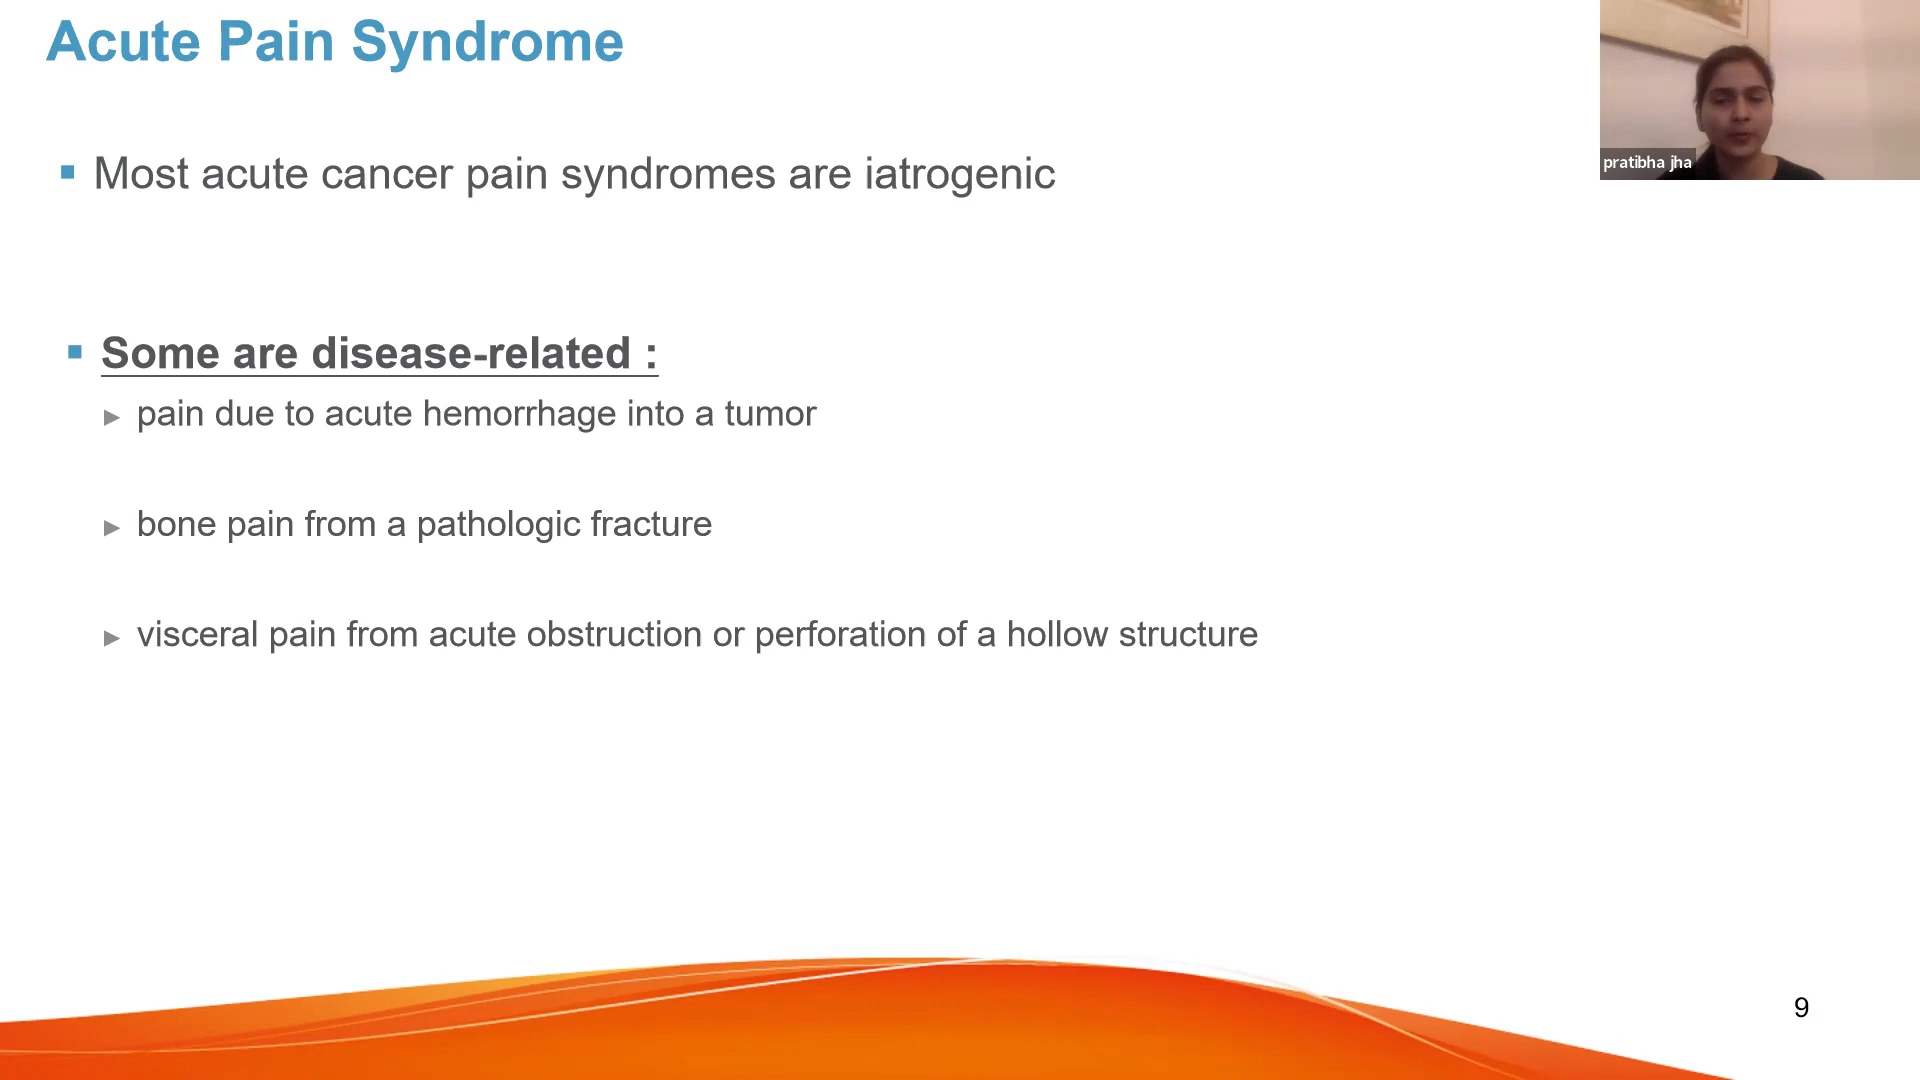 Acute Pain Syndrome
Most acute cancer pain syndromes are iatrogenic
Some are disease-related :
pain due to acute hemorrhage into a tumor
bone pain from a pathologic fracture
visceral pain from acute obstruction or perforation of a hollow structure
pratibha jha
9